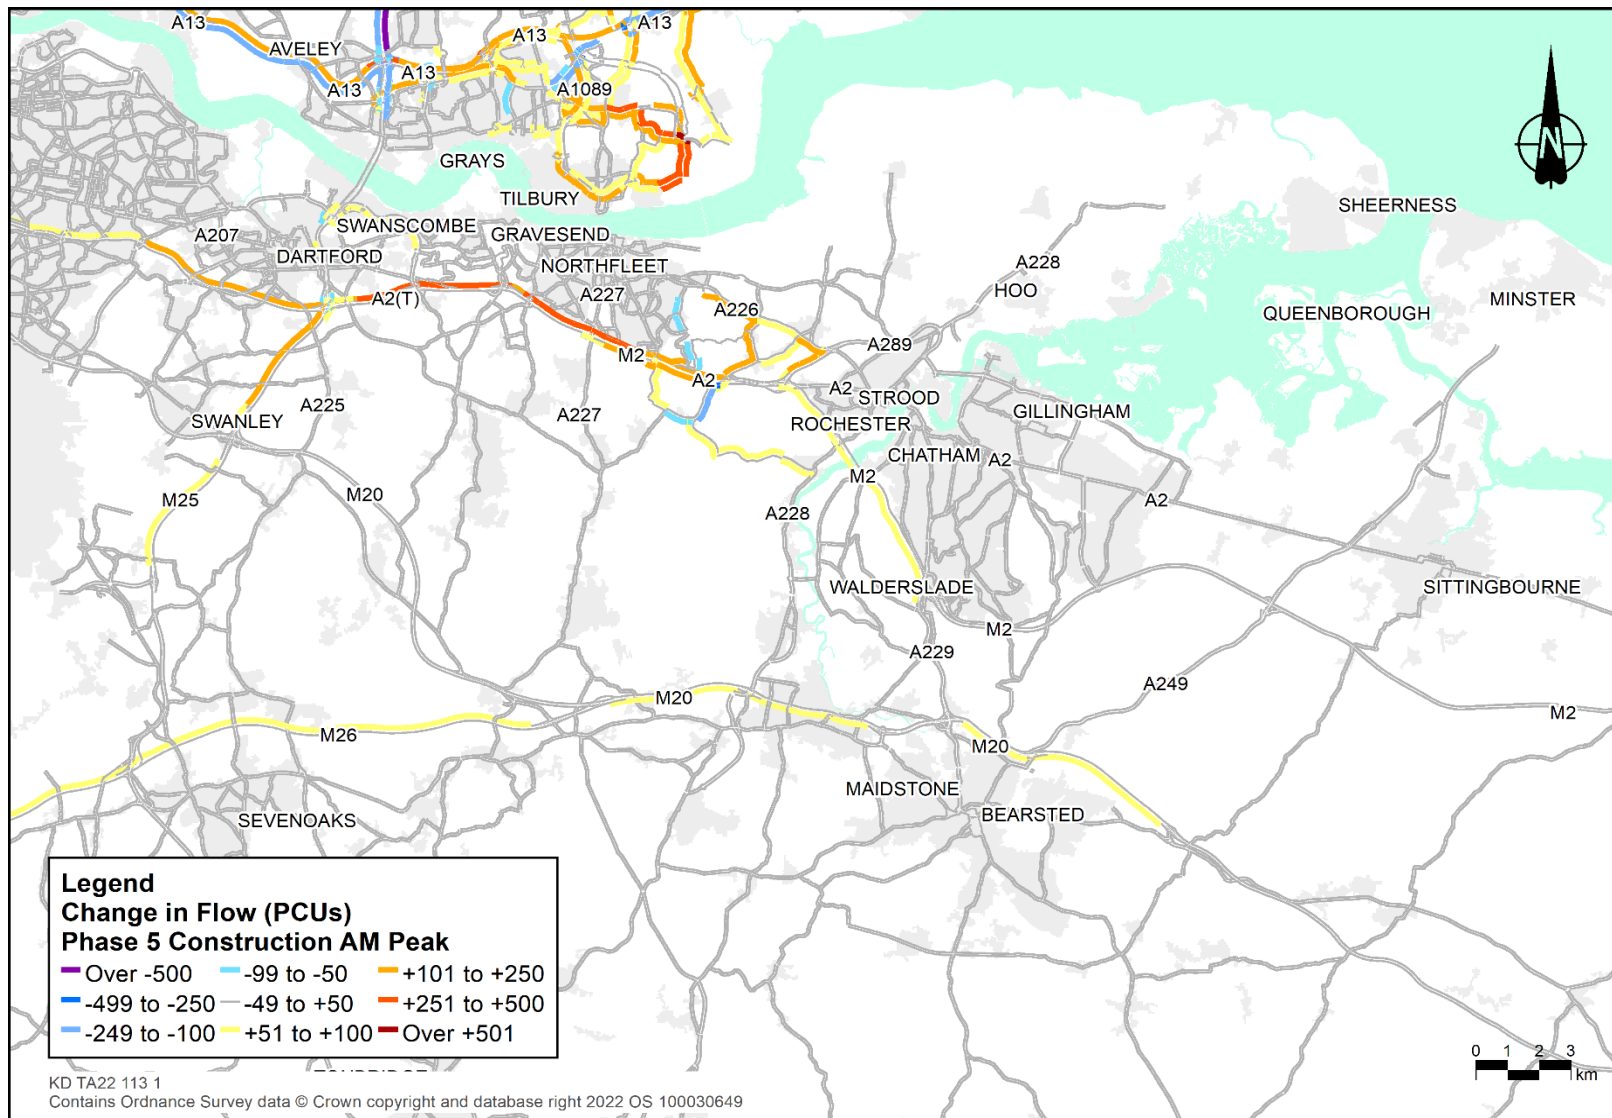 A13
A13
A13
AVELEY
A13
A13
A1089
GRAYS
TILBURY
SHEERNESS
SWANSCOMBE
A207
GRAVESEND
DARTFORD
NORTHFLEET
A228
HOO
A227
A2(T)
A226
MINSTER
QUEENBOROUGH
A289
M2
A2
A2
STROOD
A225
A227
SWANLEY
ROCHESTER
GILLINGHAM
CHATHAM
A2
M2
M20
M25
A2
A228
WALDERSLADE
SITTINGBOURNE
M2
A229
A249
M20
M2
M26
M20
MAIDSTONE
BEARSTED
SEVENOAKS
Legend
Change in Flow (PCUs)
Phase 5 Construction AM Peak
Over -500 -99 to -50 +101 to +250
-499 to -250 -49 to +50 +251 to +500
-249 to -100 +51 to +100 Over +501
N
0 1 2 3
km
KD TA22 113 1
Contains Ordnance Survey data © Crown copyright and database right 2022 OS 100030649